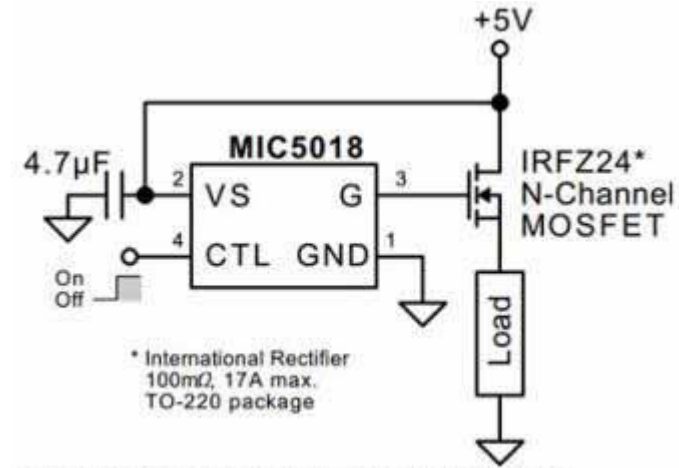 +5V
MIC5018
4.7µF
IRFZ24*
N-Channel
MOSFET
2
VS
G
3
4
CTL
GND
1
On
Off
Load
* International Rectifier
100mΩ, 17A max.
TO-220 package